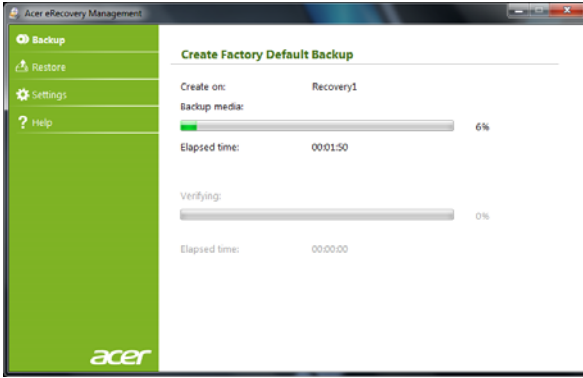 Acer eRecovery Management
Backup
Restore
Settings
Help
Create Factory Default Backup
Create on: Recovery1
Backup media:
6%
Elapsed time: 00:01:50
Verifying:
0%
Elapsed time: 00:00:00
acer